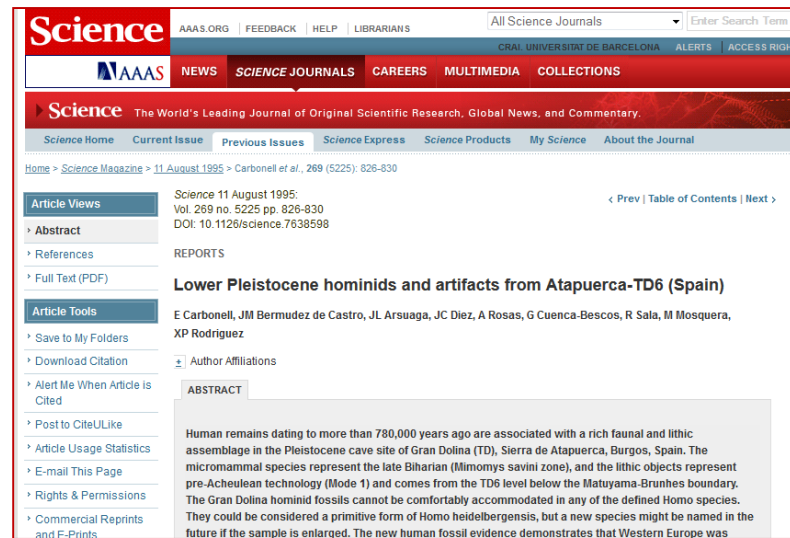 Science
AAAS.ORG FEEDBACK HELP LIBRARIANS
All Science Journals
Enter Search Term
CRAI, UNIVERSITAT DE BARCELONA ALERTS ACCESS RIGH
AAAS
NEWS SCIENCE JOURNALS CAREERS MULTIMEDIA COLLECTIONS
Science The World's Leading Journal of Original Scientific Research, Global News, and Commentary.
Science Home Current Issue Previous Issues Science Express Science Products My Science About the Journal
Home > Science Magazine > 11 August 1995 > Carbonell et al., 269 (5225): 826-830
Article Views
Abstract
References
Full Text (PDF)
Article Tools
Save to My Folders
Download Citation
Alert Me When Article is
Cited
Post to CiteULike
Article Usage Statistics
E-mail This Page
Rights & Permissions
Commercial Reprints
and E-Prints
Science 11 August 1995:
Vol. 269 no. 5225 pp. 826-830
DOI: 10.1126/science.7638598
‹ Prev | Table of Contents | Next ›
REPORTS
Lower Pleistocene hominids and artifacts from Atapuerca-TD6 (Spain)
E Carbonell, JM Bermudez de Castro, JL Arsuaga, JC Diez, A Rosas, G Cuenca-Bescos, R Sala, M Mosquera,
XP Rodriguez
+ Author Affiliations
ABSTRACT
Human remains dating to more than 780,000 years ago are associated with a rich faunal and lithic
assemblage in the Pleistocene cave site of Gran Dolina (TD), Sierra de Atapuerca, Burgos, Spain. The
micromammal species represent the late Biharian (Mimomys savini zone), and the lithic objects represent
pre-Acheulean technology (Mode 1) and comes from the TD6 level below the Matuyama-Brunhes boundary.
The Gran Dolina hominid fossils cannot be comfortably accommodated in any of the defined Homo species.
They could be considered a primitive form of Homo heidelbergensis, but a new species might be named in the
future if the sample is enlarged. The new human fossil evidence demonstrates that Western Europe was